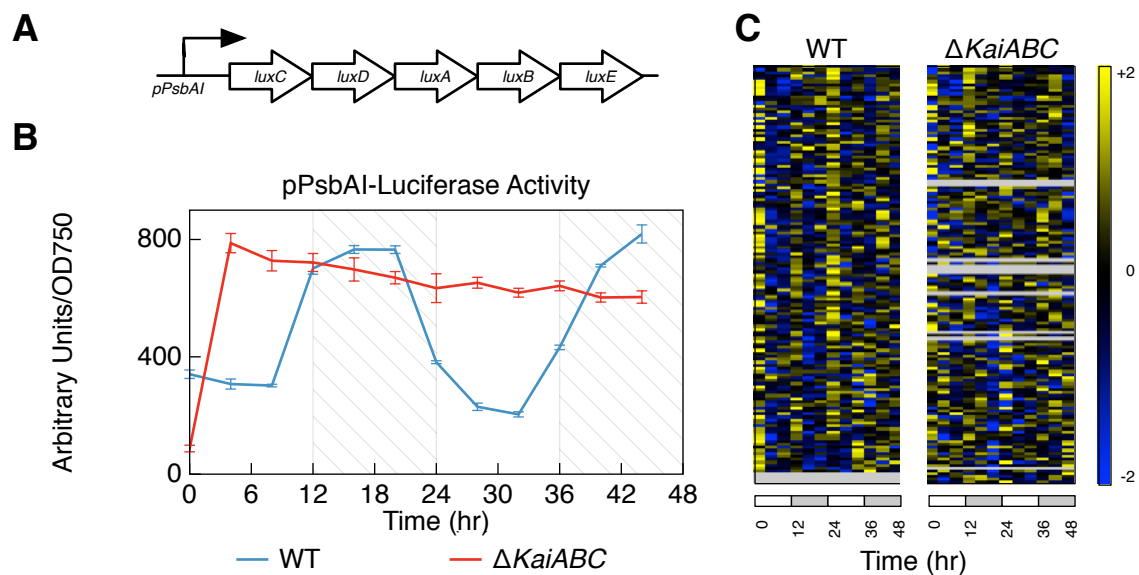 A
pPsbAI
luxC
luxD
luxA
luxB
luxE
B
pPsbAI-Luciferase Activity
Arbitrary Units/OD750
800
400
0
0 6 12 18 24 30 36 42 48
Time (hr)
WT
ΔKaiABC
C
WT
ΔKaiABC
+2
0
-2
0 12 24 36 48
0 12 24 36 48
Time (hr)